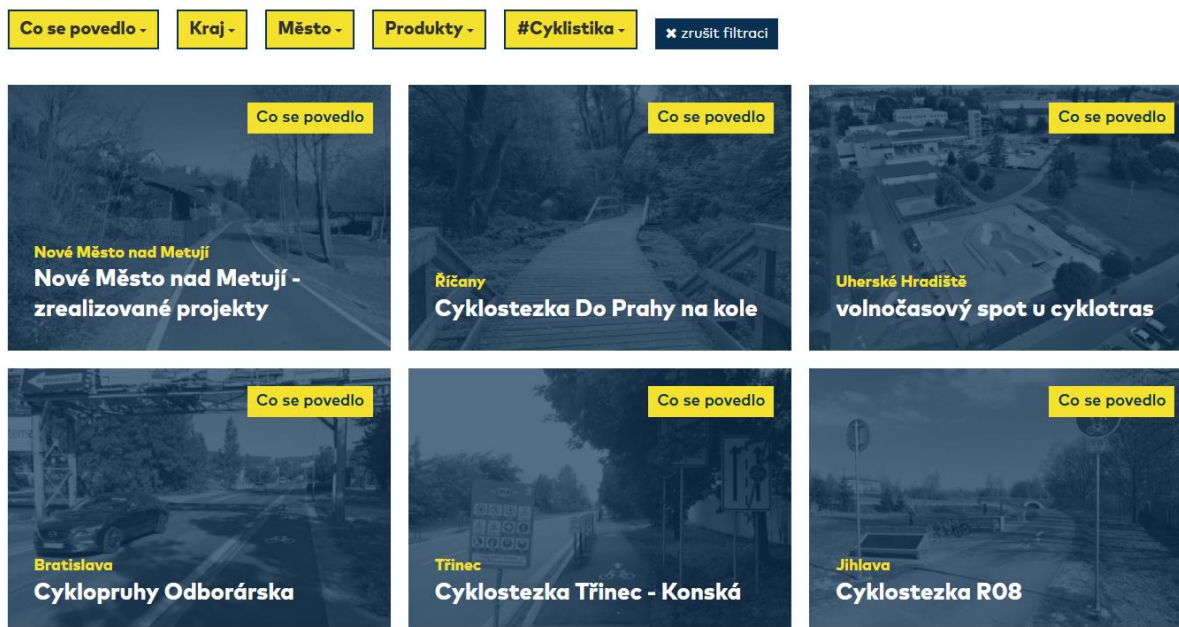 Co se povedlo
Kraj
Město
Produkty
#Cyklistika
✖ zrušit filtraci
Co se povedlo
Nové Město nad Metují
Nové Město nad Metují -
zrealizované projekty
Co se povedlo
Říčany
Cyklostezka Do Prahy na kole
Co se povedlo
Uherské Hradiště
volnočasový spot u cyklotras
Co se povedlo
Bratislava
Cyklopruhy Odborárska
Co se povedlo
Třinec
Cyklostezka Třinec - Konská
Co se povedlo
Jihlava
Cyklostezka R08